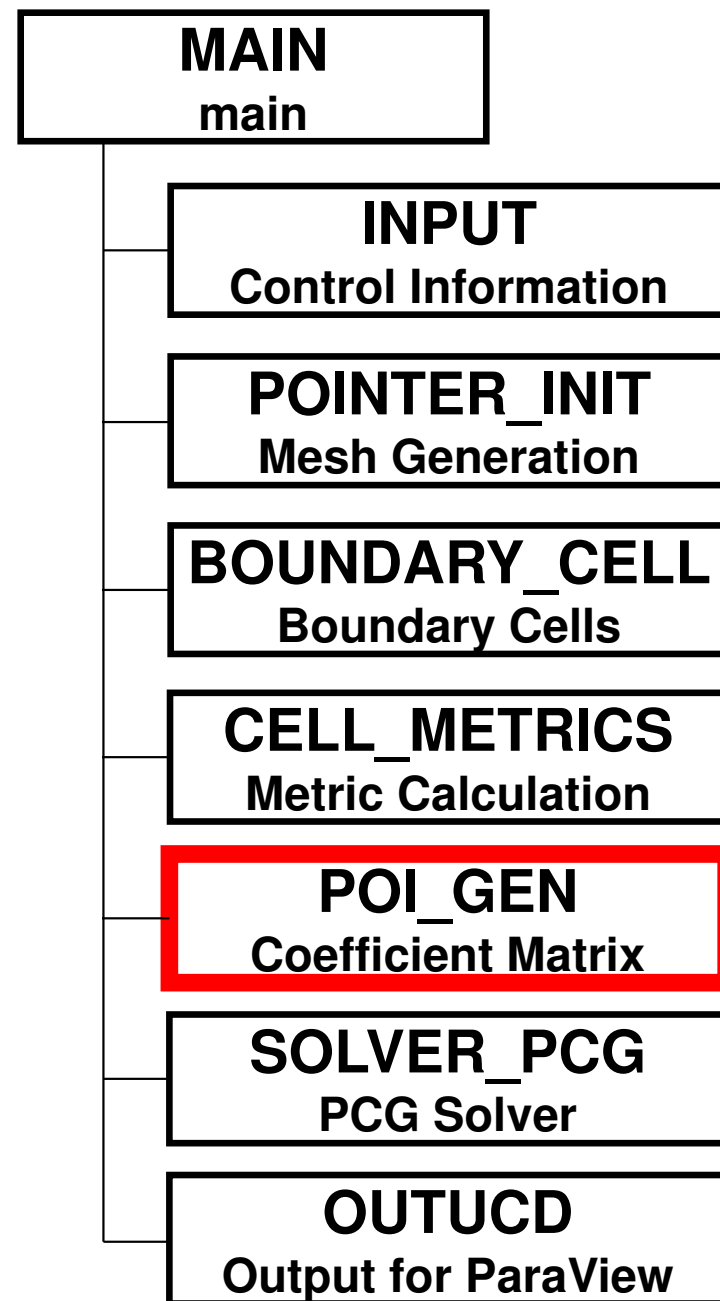 MAIN
main
INPUT
Control Information
POINTER_INIT
Mesh Generation
BOUNDARY_CELL
Boundary Cells
CELL_METRICS
Metric Calculation
POI_GEN
Coefficient Matrix
SOLVER_PCG
PCG Solver
OUTUCD
Output for ParaView